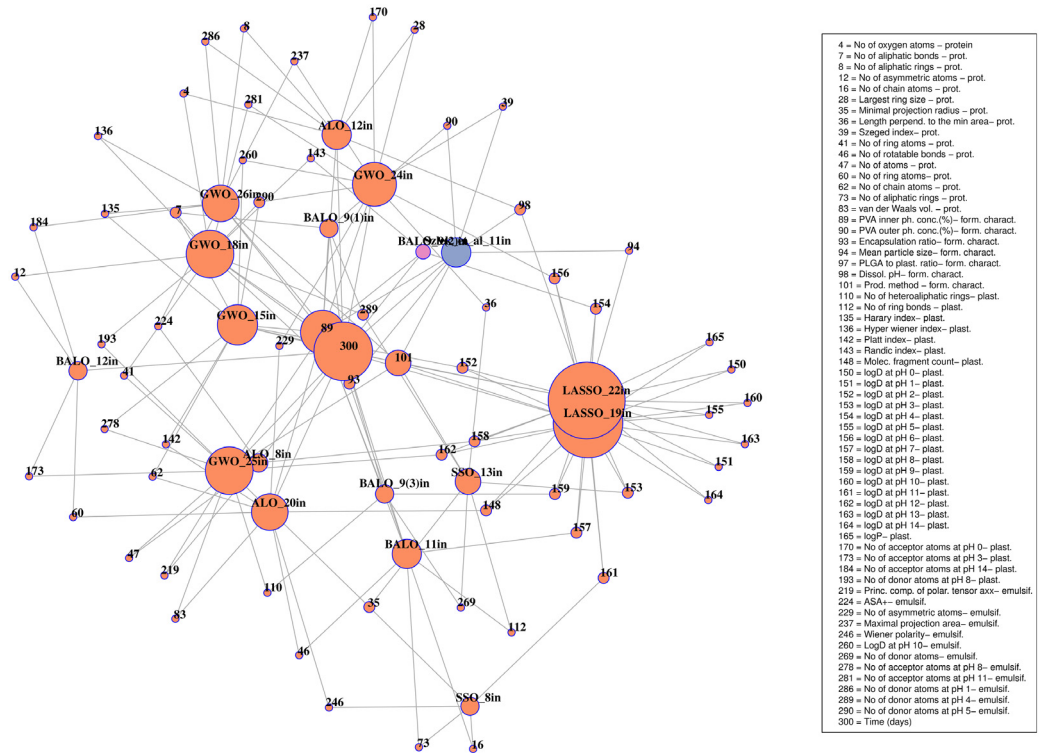 170
8
28
286
237
4
281
39
ALO_12in
90
136
143
260
GWO_24in
GWO_26in
290
98
135
7
BALO_9(1)in
184
GWO_18in
al_11in
94
12
156
36
154
289
GWO_15in
224
89
165
193
229
300
BALO_12in
101
152
150
41
93
LASSO_22in
160
LASSO_19in
155
278
142
158
163
162
ALO_8in
GWO_25in
151
173
62
SSO_13in
BALO_9(3)in
159
153
164
ALO_20in
148
60
157
BALO_11in
47
219
161
110
83
35
269
112
46
246
SSO_8in
73
16
4 = No of oxygen atoms − protein
7 = No of aliphatic bonds − prot.
8 = No of aliphatic rings − prot.
12 = No of asymmetric atoms − prot.
16 = No of chain atoms − prot.
28 = Largest ring size − prot.
35 = Minimal projection radius − prot.
36 = Length perpend. to the min area− prot.
39 = Szeged index− prot.
41 = No of ring atoms − prot.
46 = No of rotatable bonds − prot.
47 = No of atoms − prot.
60 = No of ring atoms− prot.
62 = No of chain atoms− prot.
73 = No of aliphatic rings− prot.
83 = van der Waals vol. − prot.
89 = PVA inner ph. conc.(%)− form. charact.
90 = PVA outer ph. conc.(%)− form. charact.
93 = Encapsulation ratio− form. charact.
94 = Mean particle size− form. charact.
97 = PLGA to plast. ratio− form. charact.
98 = Dissol. pH− form. charact.
101 = Prod. method − form. charact.
110 = No of heteroaliphatic rings− plast.
112 = No of ring bonds − plast.
135 = Harary index− plast.
136 = Hyper wiener index− plast.
142 = Platt index− plast.
143 = Randic index− plast.
148 = Molec. fragment count− plast.
150 = logD at pH 0− plast.
151 = logD at pH 1− plast.
152 = logD at pH 2− plast.
153 = logD at pH 3− plast.
154 = logD at pH 4− plast.
155 = logD at pH 5− plast.
156 = logD at pH 6− plast.
157 = logD at pH 7− plast.
158 = logD at pH 8− plast.
159 = logD at pH 9− plast.
160 = logD at pH 10− plast.
161 = logD at pH 11− plast.
162 = logD at pH 12− plast.
163 = logD at pH 13− plast.
164 = logD at pH 14− plast.
165 = logP− plast.
170 = No of acceptor atoms at pH 0− plast.
173 = No of acceptor atoms at pH 3− plast.
184 = No of acceptor atoms at pH 14− plast.
193 = No of donor atoms at pH 8− plast.
219 = Princ. comp. of polar. tensor axx− emulsif.
224 = ASA+− emulsif.
229 = No of asymmetric atoms− emulsif.
237 = Maximal projection area− emulsif.
246 = Wiener polarity− emulsif.
260 = LogD at pH 10− emulsif.
269 = No of donor atoms− emulsif.
278 = No of acceptor atoms at pH 8− emulsif.
281 = No of acceptor atoms at pH 11− emulsif.
286 = No of donor atoms at pH 1− emulsif.
289 = No of donor atoms at pH 4− emulsif.
290 = No of donor atoms at pH 5− emulsif.
300 = Time (days)